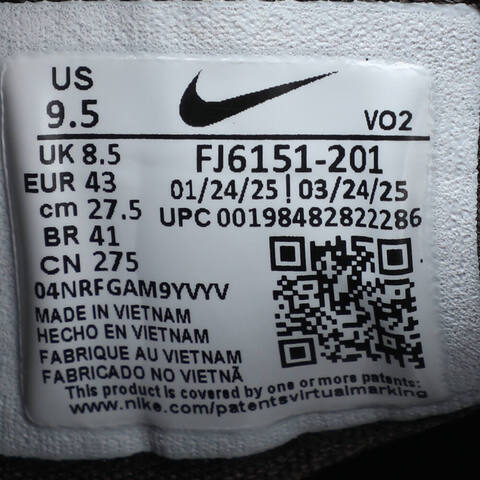 US
9.5
VO2
UK 8.5
EUR 43
cm 27.5
BR 41
CN 275
FJ6151-201
01/24/25 | 03/24/25
UPC 00198482822286
04NRFGAM9YVYV
MADE IN VIETNAM
HECHO EN VIETNAM
FABRIQUE AU VIETNAM
FABRICADO NO VIETNÃ
This product is covered by one or more patents:
www.nike.com/patentsvirtualmarking